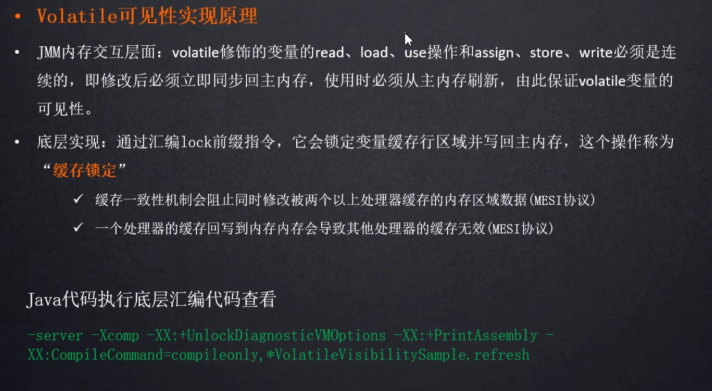 • Volatile可见性实现原理
• JMM内存交互层面：volatile修饰的变量的read、load、use操作和assign、store、write必须是连
续的，即修改后必须立即同步回主内存，使用时必须从主内存刷新，由此保证volatile变量的
可见性。
• 底层实现：通过汇编lock前缀指令，它会锁定变量缓存行区域并写回主内存，这个操作称为
“缓存锁定”
✓ 缓存一致性机制会阻止同时修改被两个以上处理器缓存的内存区域数据(MESI协议)
✓ 一个处理器的缓存回写到内存内存会导致其他处理器的缓存无效(MESI协议)
Java代码执行底层汇编代码查看
-server -Xcomp -XX:+UnlockDiagnosticVMOptions -XX:+PrintAssembly -
XX:CompileCommand=compileonly,*VolatileVisibilitySample.refresh